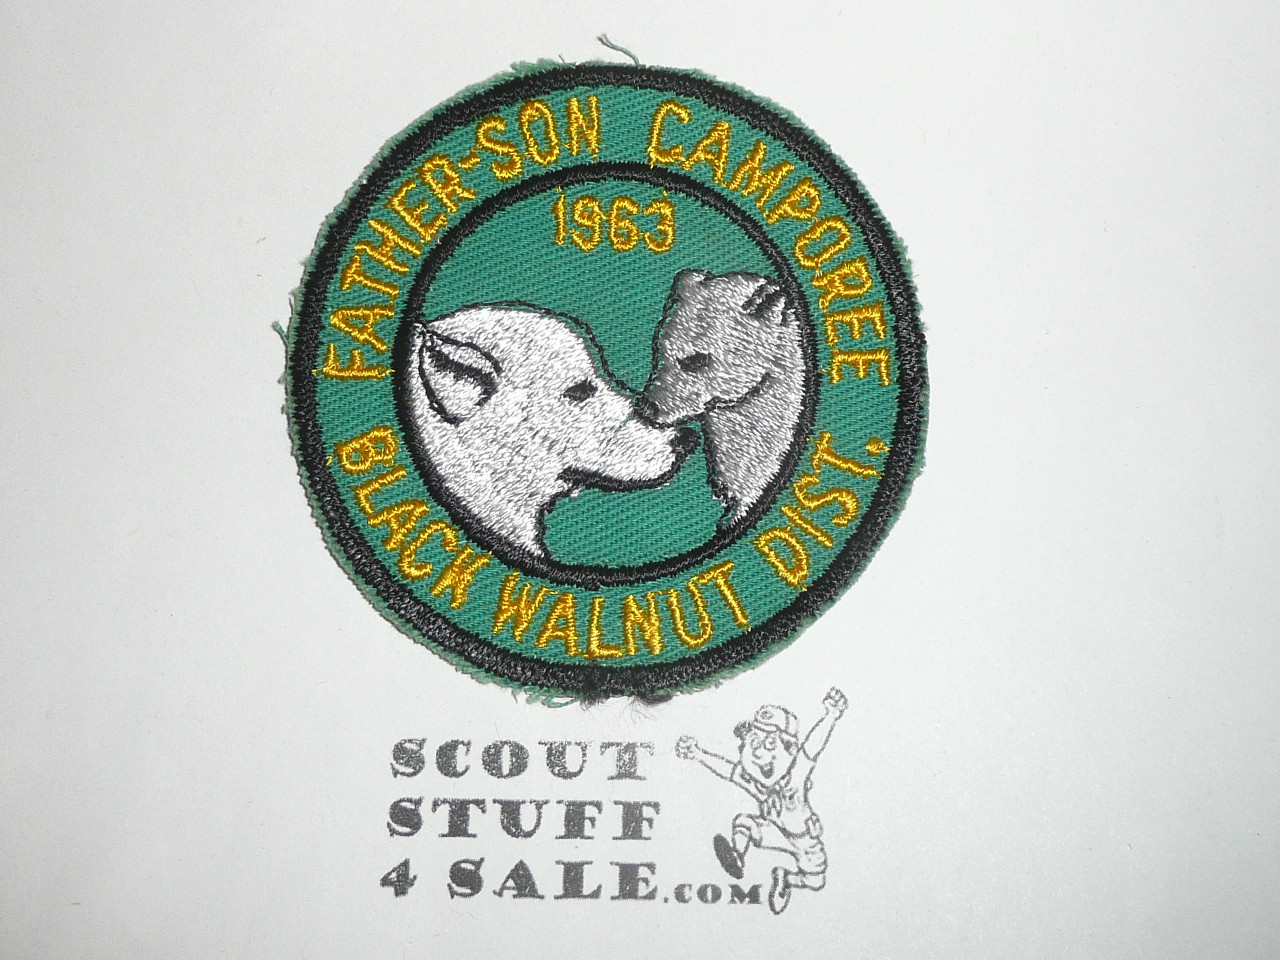 FATHER-SON CAMPOREE
1963
BLACK WALNUT DIST.
SCOUT
STUFF
4 SALE.COM